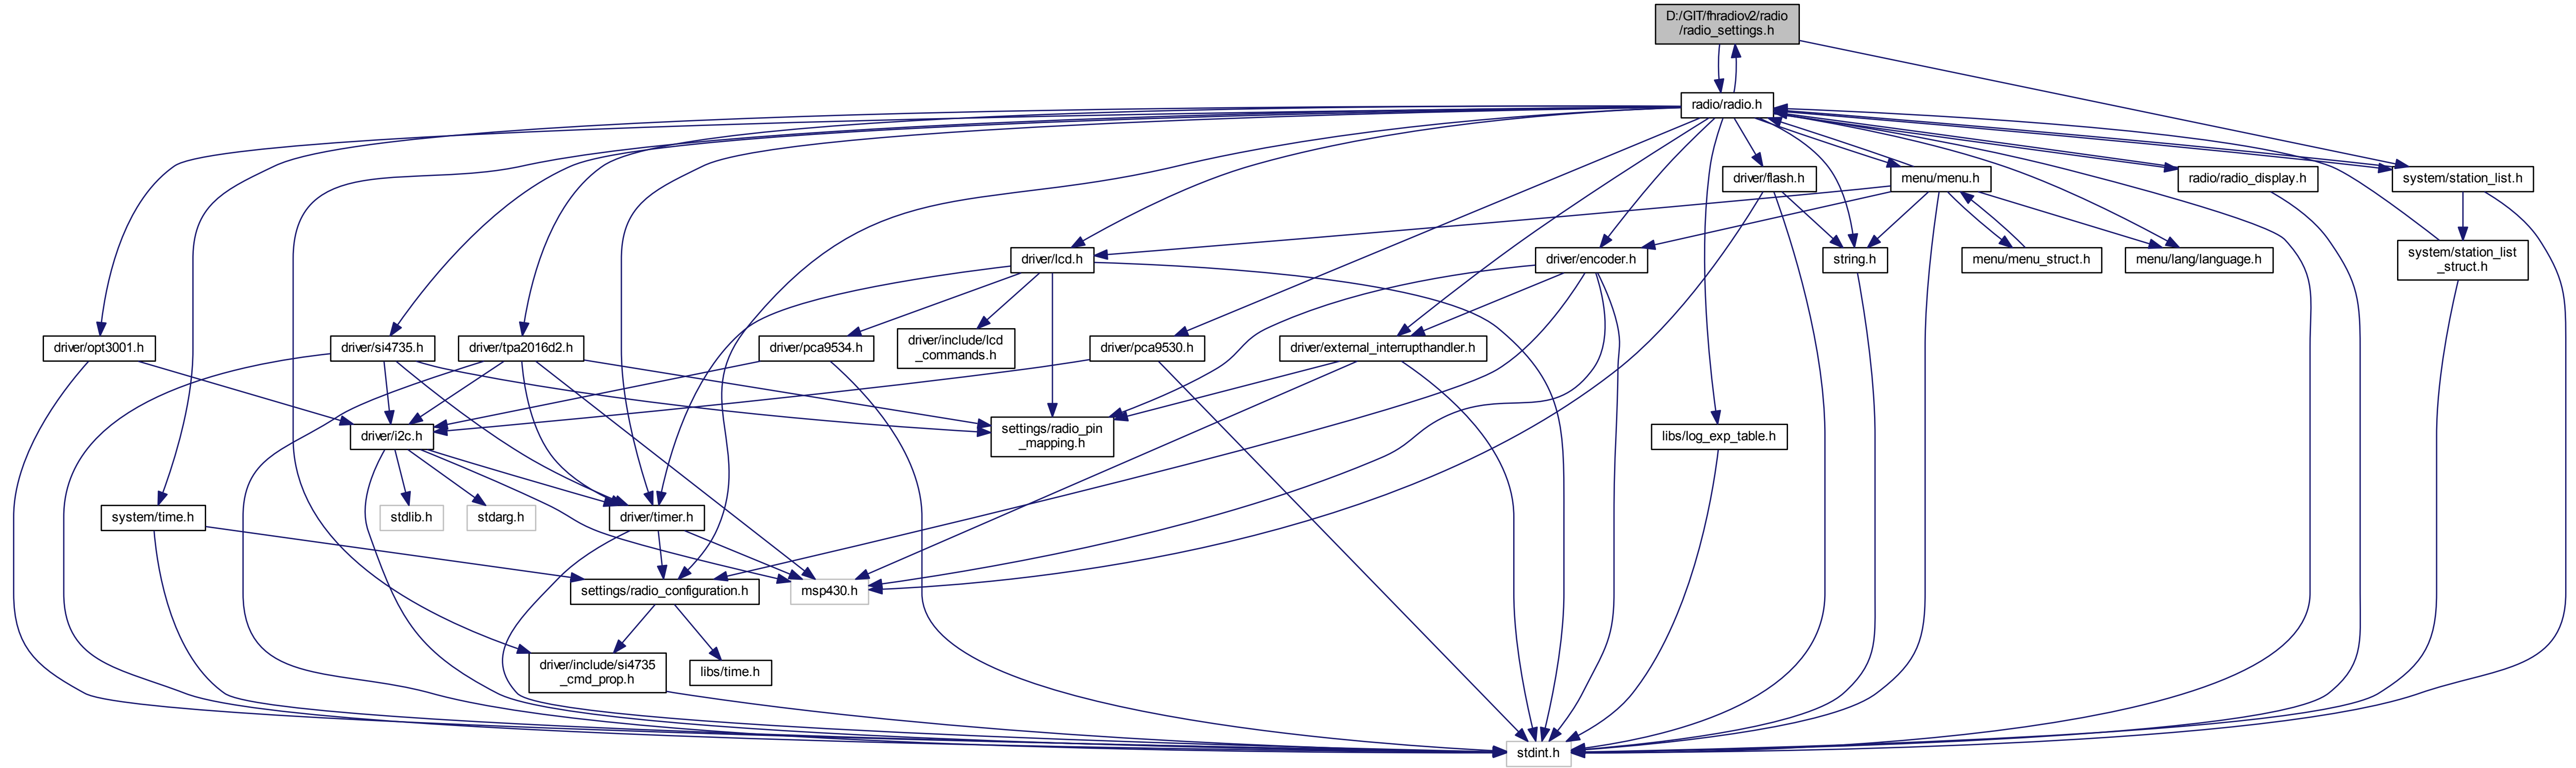 D:/GIT/fhradiov2/radio
/radio_settings.h
radio/radio.h
driver/flash.h
menu/menu.h
radio/radio_display.h
system/station_list.h
driver/lcd.h
driver/encoder.h
string.h
menu/menu_struct.h
menu/lang/language.h
system/station_list
_struct.h
driver/opt3001.h
driver/si4735.h
driver/tpa2016d2.h
driver/pca9534.h
driver/include/lcd
_commands.h
driver/pca9530.h
driver/external_interrupthandler.h
driver/i2c.h
settings/radio_pin
_mapping.h
libs/log_exp_table.h
system/time.h
stdlib.h
stdarg.h
driver/timer.h
settings/radio_configuration.h
msp430.h
driver/include/si4735
_cmd_prop.h
libs/time.h
stdint.h